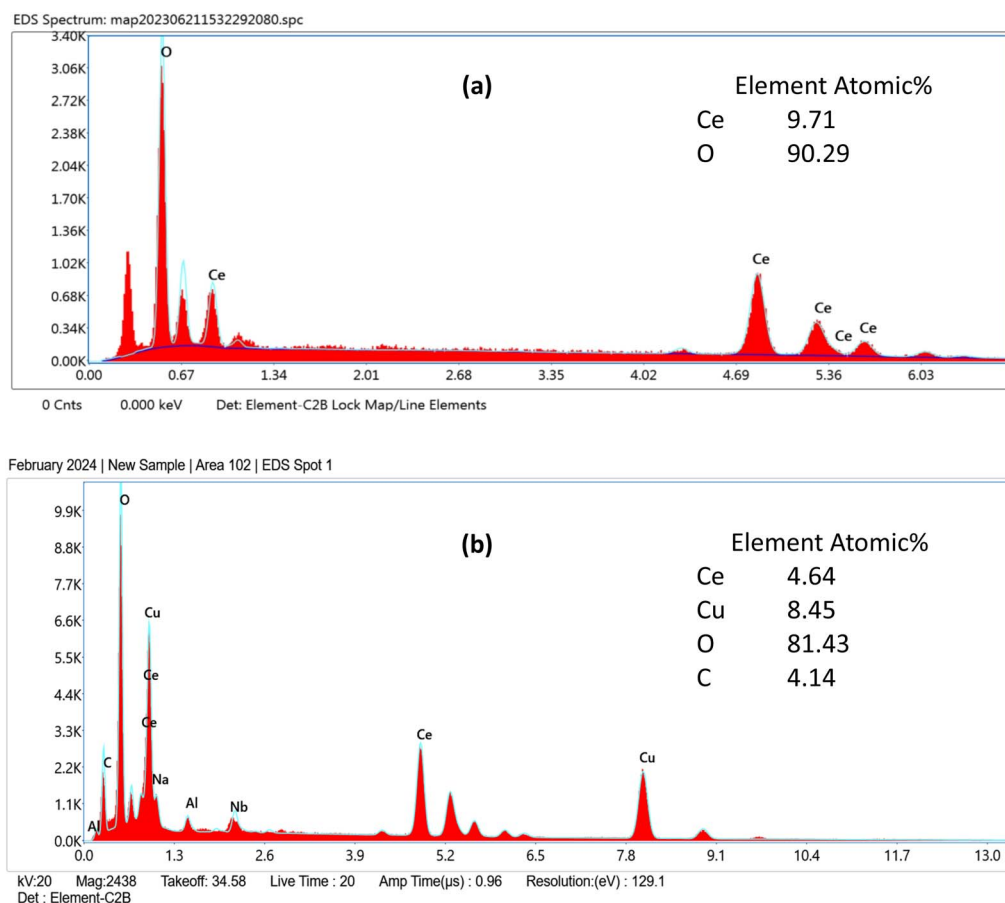 EDS Spectrum: map202306211532292080.spc
3.40K
3.06K
2.72K
2.38K
2.04K
1.70K
1.36K
1.02K
0.68K
0.34K
0.00K
O
Ce
Ce
Ce
Ce
Ce
(a)
Element Atomic%
Ce 9.71
O 90.29
0.00 0.67 1.34 2.01 2.68 3.35 4.02 4.69 5.36 6.03
0 Cnts 0.000 keV Det: Element-C2B Lock Map/Line Elements
February 2024 | New Sample | Area 102 | EDS Spot 1
9.9K
8.8K
7.7K
6.6K
5.5K
4.4K
3.3K
2.2K
1.1K
0.0K
O
Cu
Ce
Ce
C
Na
Al
Al
Nb
Ce
Cu
(b)
Element Atomic%
Ce 4.64
Cu 8.45
O 81.43
C 4.14
0.0 1.3 2.6 3.9 5.2 6.5 7.8 9.1 10.4 11.7 13.0
kV:20 Mag:2438 Takeoff: 34.58 Live Time : 20 Amp Time(µs) : 0.96 Resolution:(eV) : 129.1
Det : Element-C2B